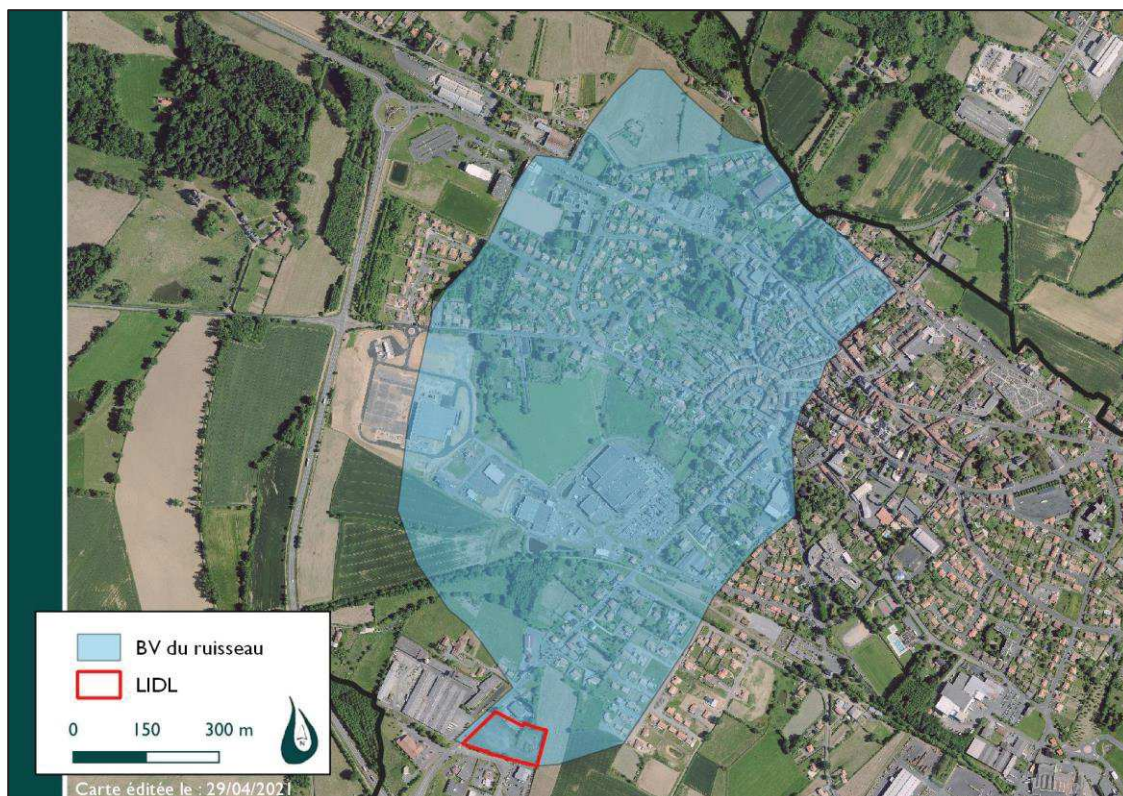 BV du ruisseau
LIDL
0 150 300 m
N
Carte éditée le : 29/04/2021